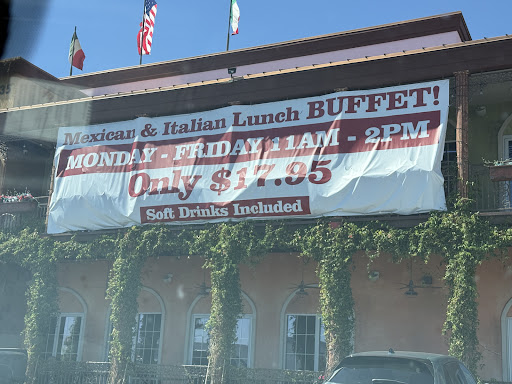 Mexican & Italian Lunch BUFFET!
MONDAY - FRIDAY 11AM - 2PM
Only $17.95
Soft Drinks Included